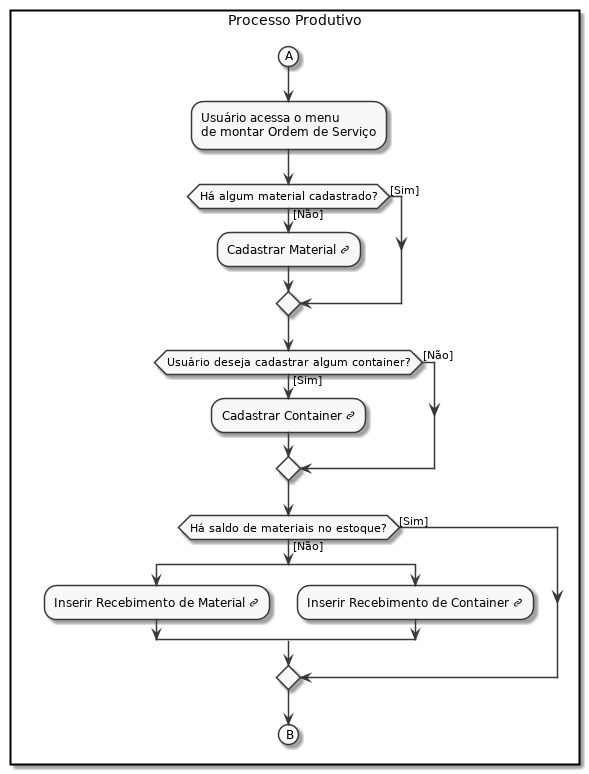 Processo Produtivo
A
Usuário acessa o menu
de montar Ordem de Serviço
Há algum material cadastrado?
[Sim]
[Não]
Cadastrar Material
Usuário deseja cadastrar algum container?
[Não]
[Sim]
Cadastrar Container
Há saldo de materiais no estoque?
[Sim]
[Não]
Inserir Recebimento de Material
Inserir Recebimento de Container
B